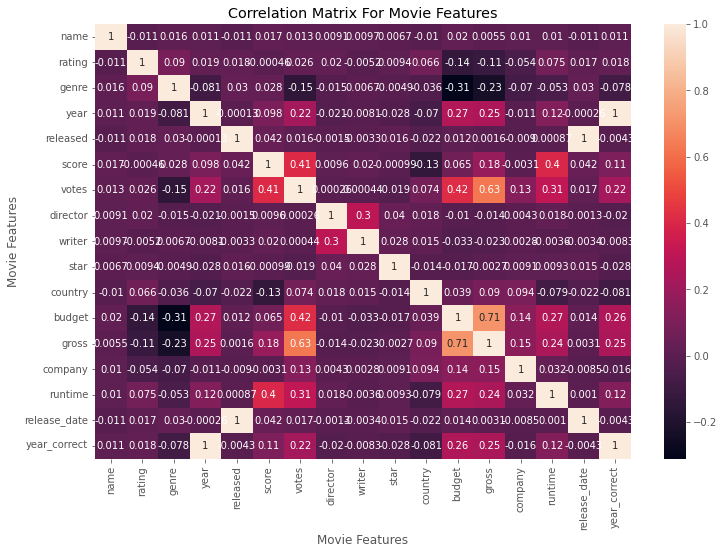 Correlation Matrix For Movie Features
name 1 -0.011 0.016 0.011 -0.011 0.017 0.013 0.0091 0.0097 0.0067 -0.01 0.02 0.0055 0.01 0.01 -0.011 0.011
rating -0.011 1 0.09 0.019 0.018 -0.00046 0.026 0.02 -0.0052 0.0094 0.066 -0.14 -0.11 -0.054 0.075 0.017 0.018
genre 0.016 0.09 1 -0.081 0.03 0.028 -0.15 -0.015 0.0067 -0.0049 -0.036 -0.31 -0.23 -0.07 -0.053 0.03 -0.078
year 0.011 0.019 -0.081 1 0.098 0.22 -0.021 -0.0081 -0.028 -0.07 0.27 0.25 -0.011 0.12 1
released -0.011 0.018 0.03 1 0.042 0.016 -0.0015 0.0033 0.016 -0.022 0.012 0.0016 -0.009 0.00087 1 -0.0043
score 0.017 -0.00046 0.028 0.098 0.042 1 0.41 0.0096 0.02 -0.13 0.065 0.18 -0.0031 0.4 0.042 0.11
votes 0.013 0.026 -0.15 0.22 0.016 0.41 1 0.00044 -0.019 0.074 0.42 0.63 0.13 0.31 0.017 0.22
director 0.0091 0.02 -0.015 -0.021 -0.0015 0.0096 1 0.3 0.04 0.018 -0.01 -0.014 0.0043 0.018 -0.0013 -0.02
writer 0.0097 -0.0052 0.0067 -0.0081 0.0033 0.02 0.00044 0.3 1 0.028 0.015 -0.033 -0.023 0.0028 -0.0036 -0.0034 -0.0083
star 0.0067 0.0094 -0.0049 -0.028 0.016 -0.019 0.04 0.028 1 -0.014 -0.017 -0.0027 0.0091 0.0093 0.015 -0.028
country -0.01 0.066 -0.036 -0.07 -0.022 -0.13 0.074 0.018 0.015 -0.014 1 0.039 0.09 0.094 -0.079 -0.022 -0.081
budget 0.02 -0.14 -0.31 0.27 0.012 0.065 0.42 -0.01 -0.033 -0.017 0.039 1 0.71 0.14 0.27 0.014 0.26
gross 0.0055 -0.11 -0.23 0.25 0.0016 0.18 0.63 -0.014 -0.023 -0.0027 0.09 0.71 1 0.15 0.24 0.0031 0.25
company 0.01 -0.054 -0.07 -0.011 -0.009 -0.0031 0.13 0.0043 0.0028 0.0091 0.094 0.14 0.15 1 0.032 -0.0085 -0.016
runtime 0.01 0.075 -0.053 0.12 0.00087 0.4 0.31 0.018 -0.0036 0.0093 -0.079 0.27 0.24 0.032 1 0.001 0.12
release_date -0.011 0.017 0.03 1 0.042 0.017 -0.0013 0.0034 0.015 -0.022 0.014 0.0031 -0.0085 0.001 1 -0.0043
year_correct 0.011 0.018 -0.078 1 0.0043 0.11 0.22 -0.02 -0.0083 -0.028 -0.081 0.26 0.25 -0.016 0.12 -0.0043 1
name rating genre year released score votes director writer star country budget gross company runtime release_date year_correct
Movie Features
Movie Features
1.0
0.8
0.6
0.4
0.2
0.0
−0.2